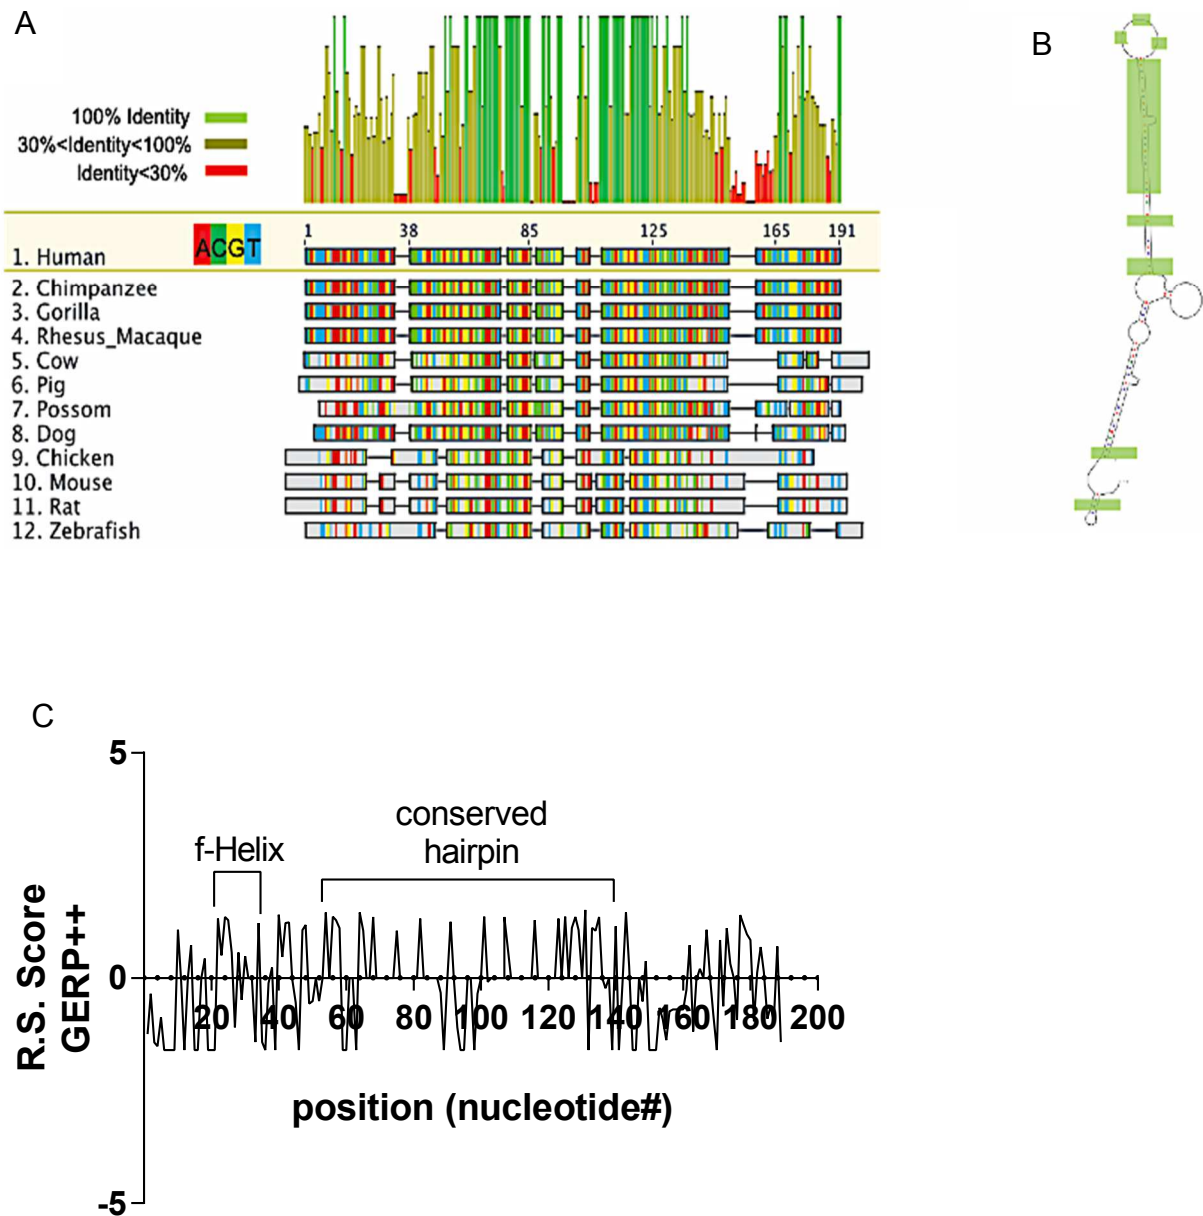 A
B
100% Identity
30%<Identity<100%
Identity<30%
ACGT
1 38 85 125 165 191
1. Human
2. Chimpanzee
3. Gorilla
4. Rhesus_Macaque
5. Cow
6. Pig
7. Possom
8. Dog
9. Chicken
10. Mouse
11. Rat
12. Zebrafish
C
5
conserved
hairpin
f-Helix
R.S. Score
GERP++
0
20 40 60 80 100 120 140 160 180 200
position (nucleotide#)
-5